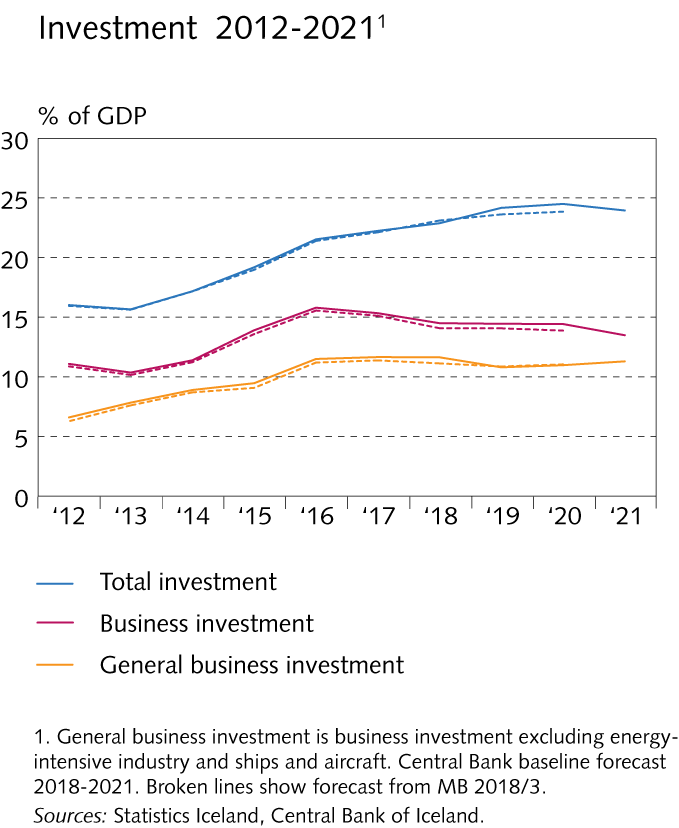 Investment 2012-2021¹
% of GDP
30
25
20
15
10
5
0
‘12 ‘13 ‘14 ‘15 ‘16 ‘17 ‘18 ‘19 ‘20 ‘21
Total investment
Business investment
General business investment
1. General business investment is business investment excluding energy-
intensive industry and ships and aircraft. Central Bank baseline forecast
2018-2021. Broken lines show forecast from MB 2018/3.
Sources: Statistics Iceland, Central Bank of Iceland.